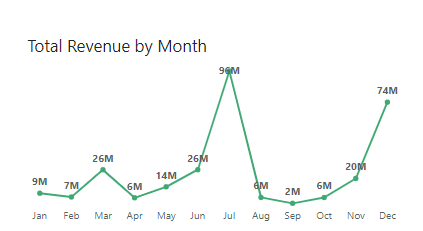 Total Revenue by Month
96M
74M
26M
26M
20M
9M
7M
6M
14M
6M
2M
6M
Jan Feb Mar Apr May Jun Jul Aug Sep Oct Nov Dec